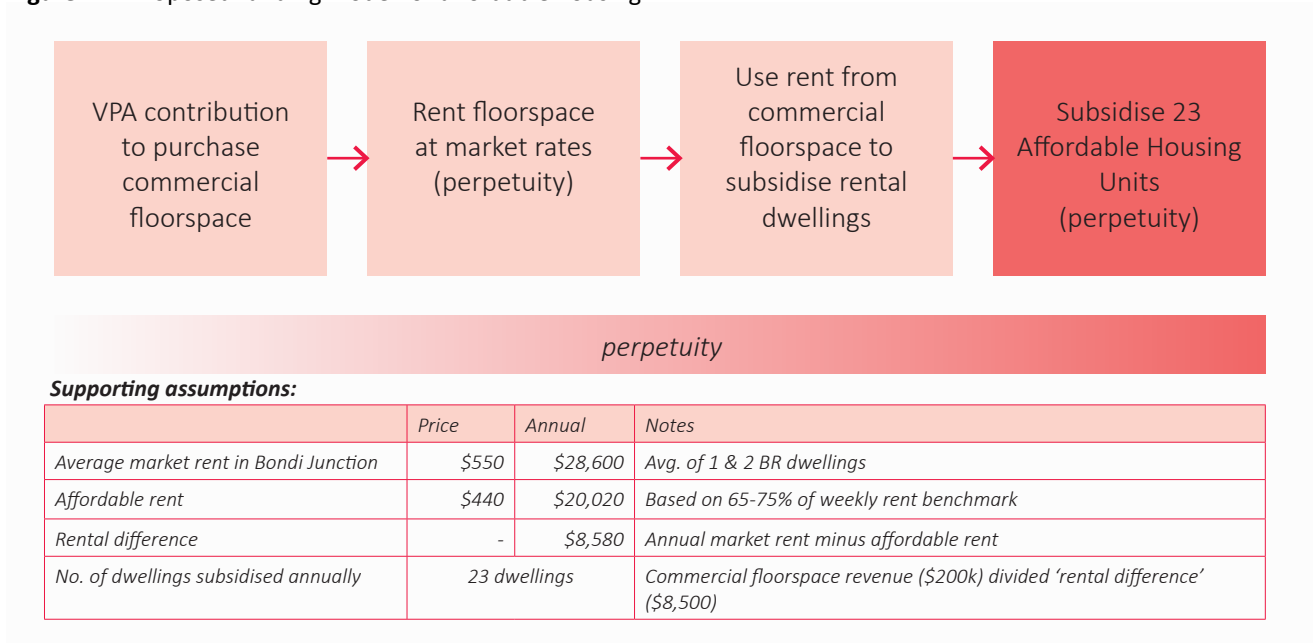 VPA contribution
to purchase
commercial
floorspace
Rent floorspace
at market rates
(perpetuity)
Use rent from
commercial
floorspace to
subsidise rental
dwellings
Subsidise 23
Affordable Housing
Units
(perpetuity)
perpetuity
Supporting assumptions:
Price Annual Notes
Average market rent in Bondi Junction $550 $28,600 Avg. of 1 & 2 BR dwellings
Affordable rent $440 $20,020 Based on 65-75% of weekly rent benchmark
Rental difference - $8,580 Annual market rent minus affordable rent
No. of dwellings subsidised annually 23 dwellings Commercial floorspace revenue ($200k) divided ‘rental difference’
($8,500)